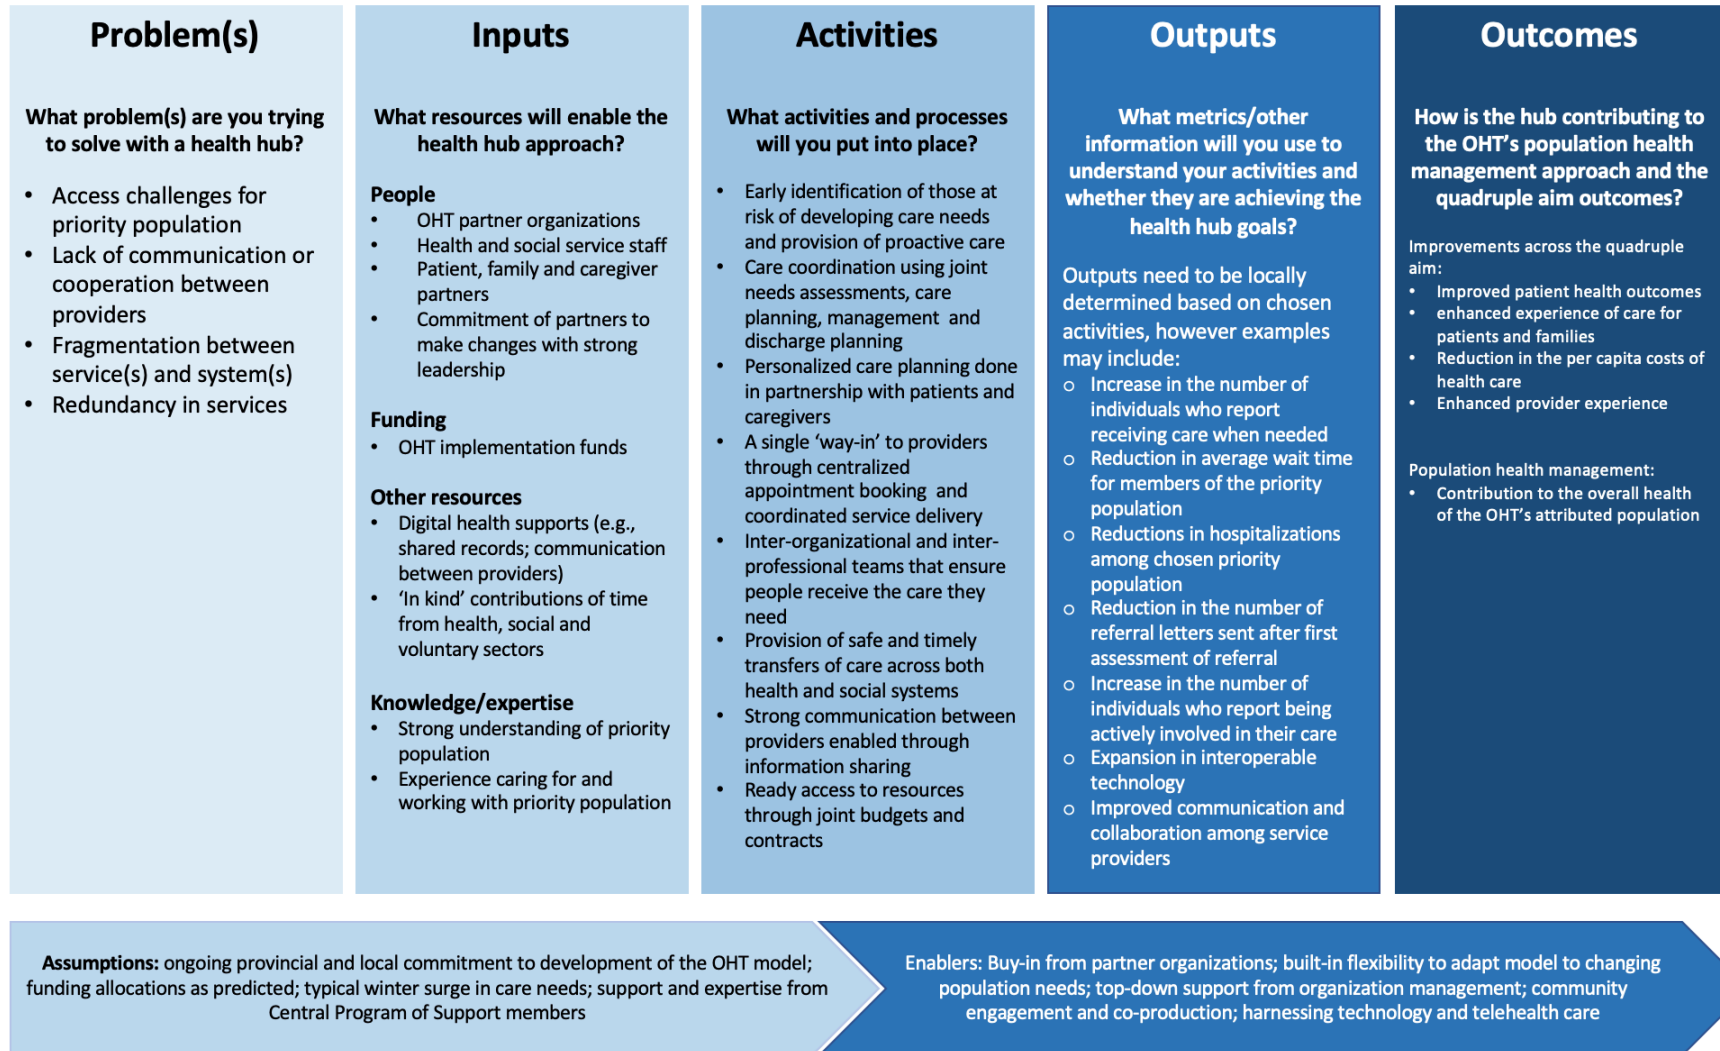 Problem(s)
What problem(s) are you trying
to solve with a health hub?
• Access challenges for
priority population
• Lack of communication or
cooperation between
providers
• Fragmentation between
service(s) and system(s)
• Redundancy in services
Inputs
What resources will enable the
health hub approach?
People
• OHT partner organizations
• Health and social service staff
• Patient, family and caregiver
partners
• Commitment of partners to
make changes with strong
leadership
Funding
• OHT implementation funds
Other resources
• Digital health supports (e.g.,
shared records; communication
between providers)
• ‘In kind’ contributions of time
from health, social and
voluntary sectors
Knowledge/expertise
• Strong understanding of priority
population
• Experience caring for and
working with priority population
Activities
What activities and processes
will you put into place?
• Early identification of those at
risk of developing care needs
and provision of proactive care
• Care coordination using joint
needs assessments, care
planning, management and
discharge planning
• Personalized care planning done
in partnership with patients and
caregivers
• A single ‘way-in’ to providers
through centralized
appointment booking and
coordinated service delivery
• Inter-organizational and inter-
professional teams that ensure
people receive the care they
need
• Provision of safe and timely
transfers of care across both
health and social systems
• Strong communication between
providers enabled through
information sharing
• Ready access to resources
through joint budgets and
contracts
Outputs
What metrics/other
information will you use to
understand your activities and
whether they are achieving the
health hub goals?
Outputs need to be locally
determined based on chosen
activities, however examples
may include:
o Increase in the number of
individuals who report
receiving care when needed
o Reduction in average wait time
for members of the priority
population
o Reductions in hospitalizations
among chosen priority
population
o Reduction in the number of
referral letters sent after first
assessment of referral
o Increase in the number of
individuals who report being
actively involved in their care
o Expansion in interoperable
technology
o Improved communication and
collaboration among service
providers
Outcomes
How is the hub contributing to
the OHT’s population health
management approach and the
quadruple aim outcomes?
Improvements across the quadruple
aim:
• Improved patient health outcomes
• enhanced experience of care for
patients and families
• Reduction in the per capita costs of
health care
• Enhanced provider experience
Population health management:
• Contribution to the overall health
of the OHT’s attributed population
Assumptions: ongoing provincial and local commitment to development of the OHT model;
funding allocations as predicted; typical winter surge in care needs; support and expertise from
Central Program of Support members
Enablers: Buy-in from partner organizations; built-in flexibility to adapt model to changing
population needs; top-down support from organization management; community
engagement and co-production; harnessing technology and telehealth care